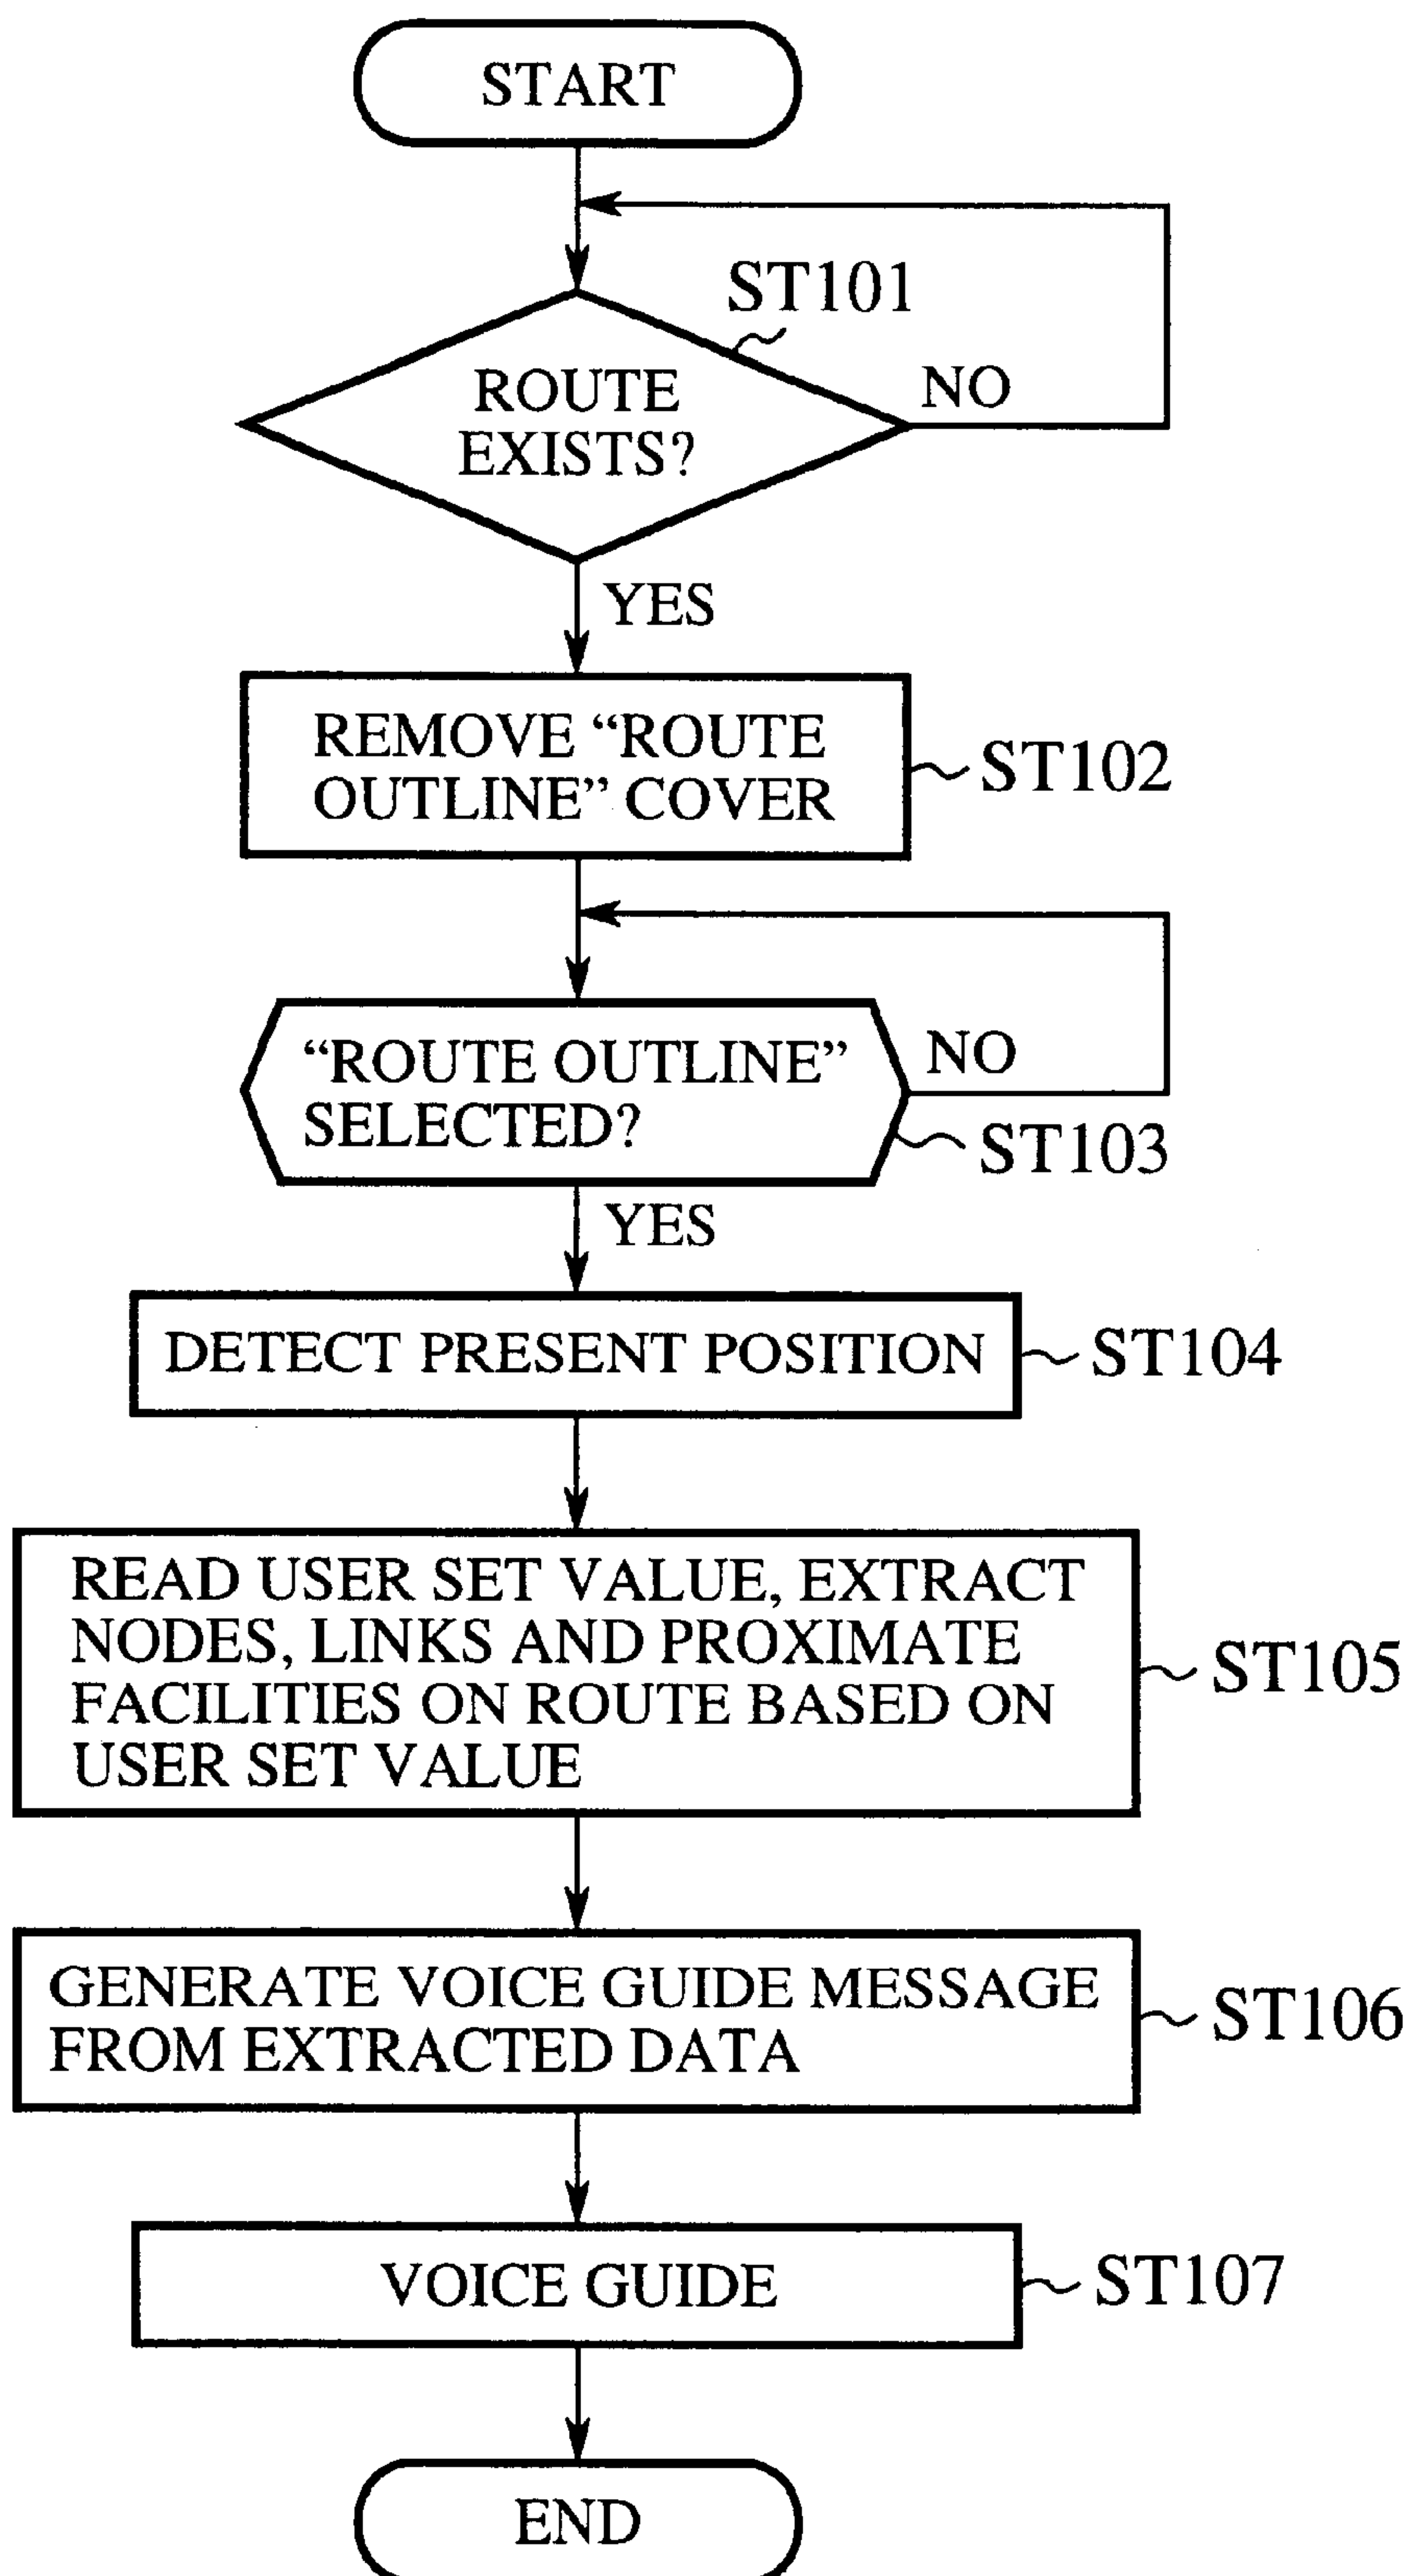 START
ST101
ROUTE
EXISTS?
NO
YES
REMOVE “ROUTE
OUTLINE” COVER
ST102
“ROUTE OUTLINE”
SELECTED?
NO
ST103
YES
DETECT PRESENT POSITION
ST104
READ USER SET VALUE, EXTRACT
NODES, LINKS AND PROXIMATE
FACILITIES ON ROUTE BASED ON
USER SET VALUE
ST105
GENERATE VOICE GUIDE MESSAGE
FROM EXTRACTED DATA
ST106
VOICE GUIDE
ST107
END